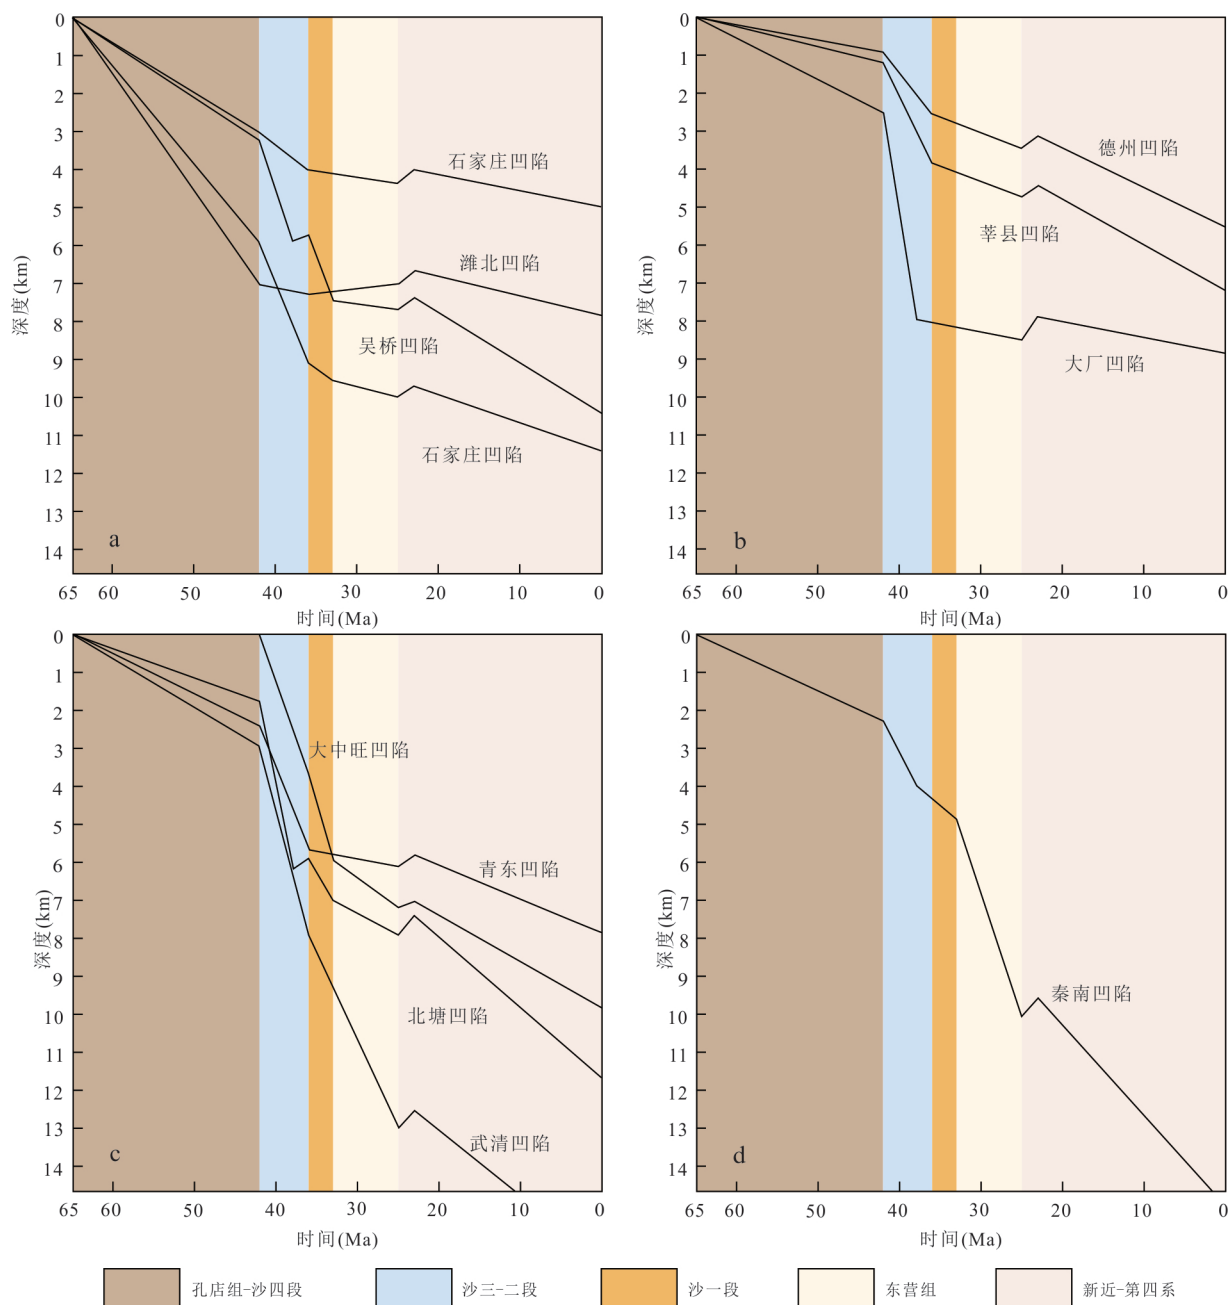 0
1
2
3
4
5
6
7
8
9
10
11
12
13
14
深度(km)
石家庄凹陷
潍北凹陷
吴桥凹陷
石家庄凹陷
a
65 60 50 40 30 20 10 0
时间(Ma)
0
1
2
3
4
5
6
7
8
9
10
11
12
13
14
深度(km)
德州凹陷
莘县凹陷
大厂凹陷
b
65 60 50 40 30 20 10 0
时间(Ma)
0
1
2
3
4
5
6
7
8
9
10
11
12
13
14
深度(km)
大中旺凹陷
青东凹陷
北塘凹陷
武清凹陷
c
65 60 50 40 30 20 10 0
时间(Ma)
0
1
2
3
4
5
6
7
8
9
10
11
12
13
14
深度(km)
秦南凹陷
d
65 60 50 40 30 20 10 0
时间(Ma)
孔店组-沙四段 沙三-二段 沙一段 东营组 新近-第四系